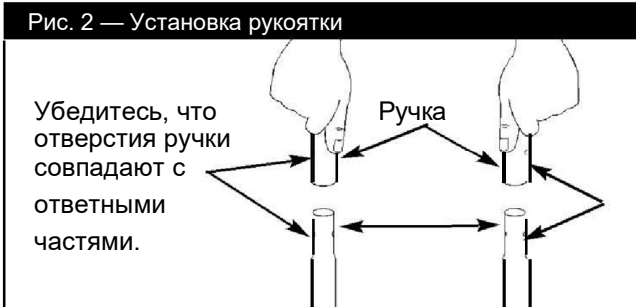 Рис. 2 — Установка рукоятки
Убедитесь, что
отверстия ручки
совпадают с
ответными
частями.
Ручка